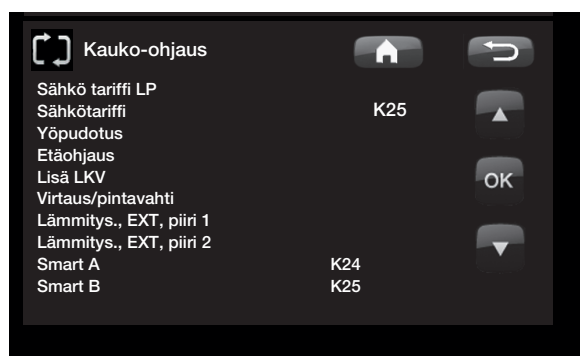 Kauko-ohjaus
Sähkö tariffi LP
Sähkötariffi K25
Yöpudotus
Etäohjaus
Lisä LKV
OK
Virtaus/pintavahti
Lämmitys., EXT, piiri 1
Lämmitys., EXT, piiri 2
Smart A K24
Smart B K25